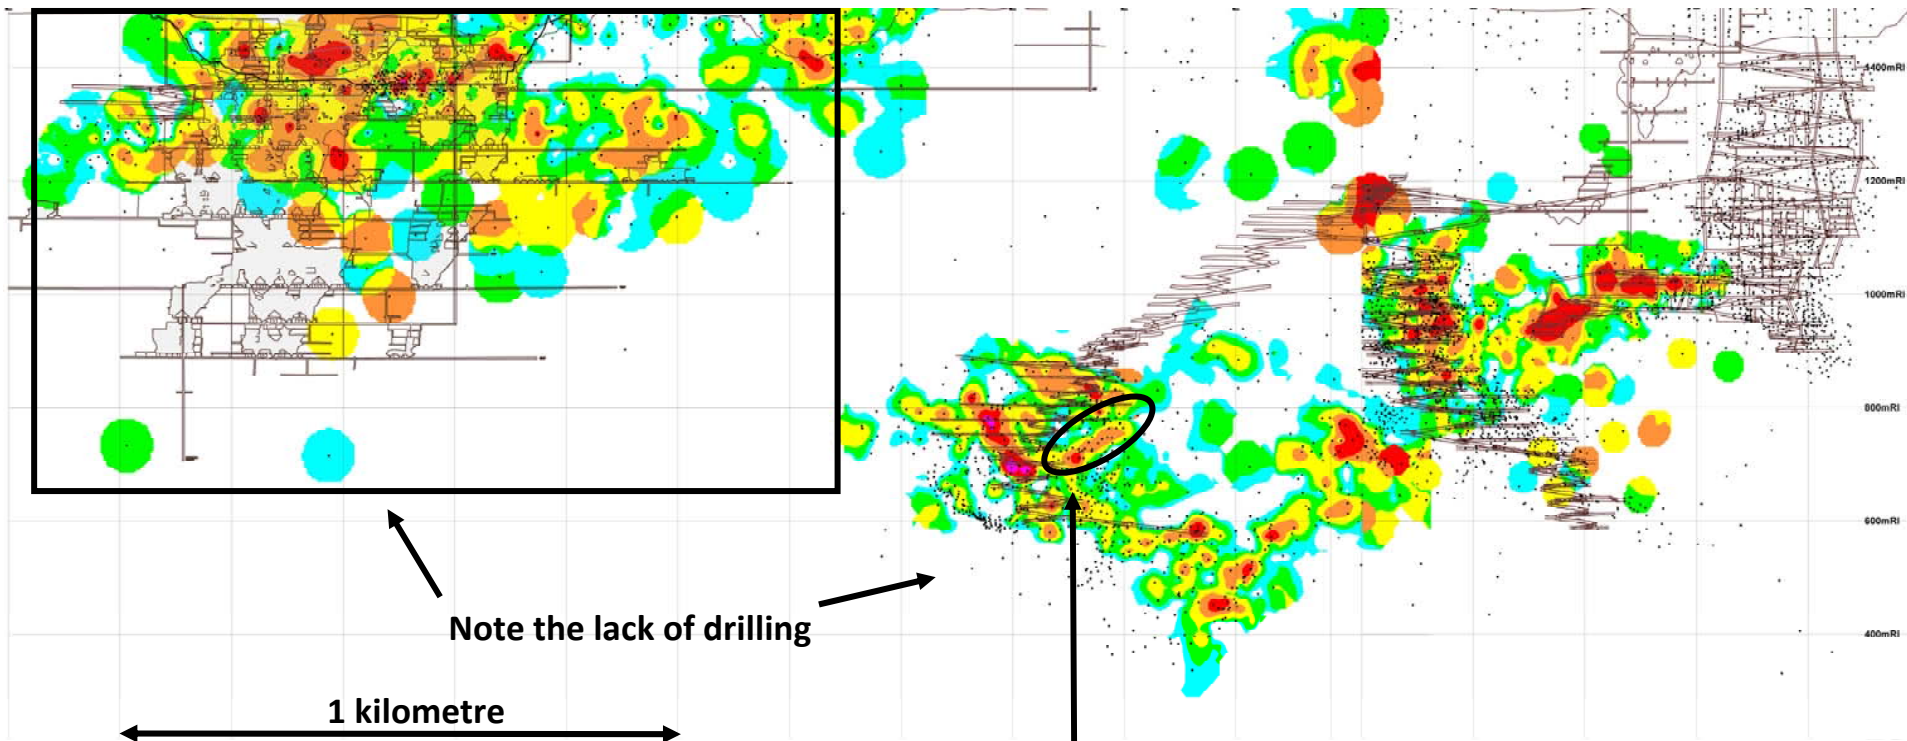 1400mRl
1200mRl
1000mRl
800mRl
600mRl
400mRl
Note the lack of drilling
1 kilometre